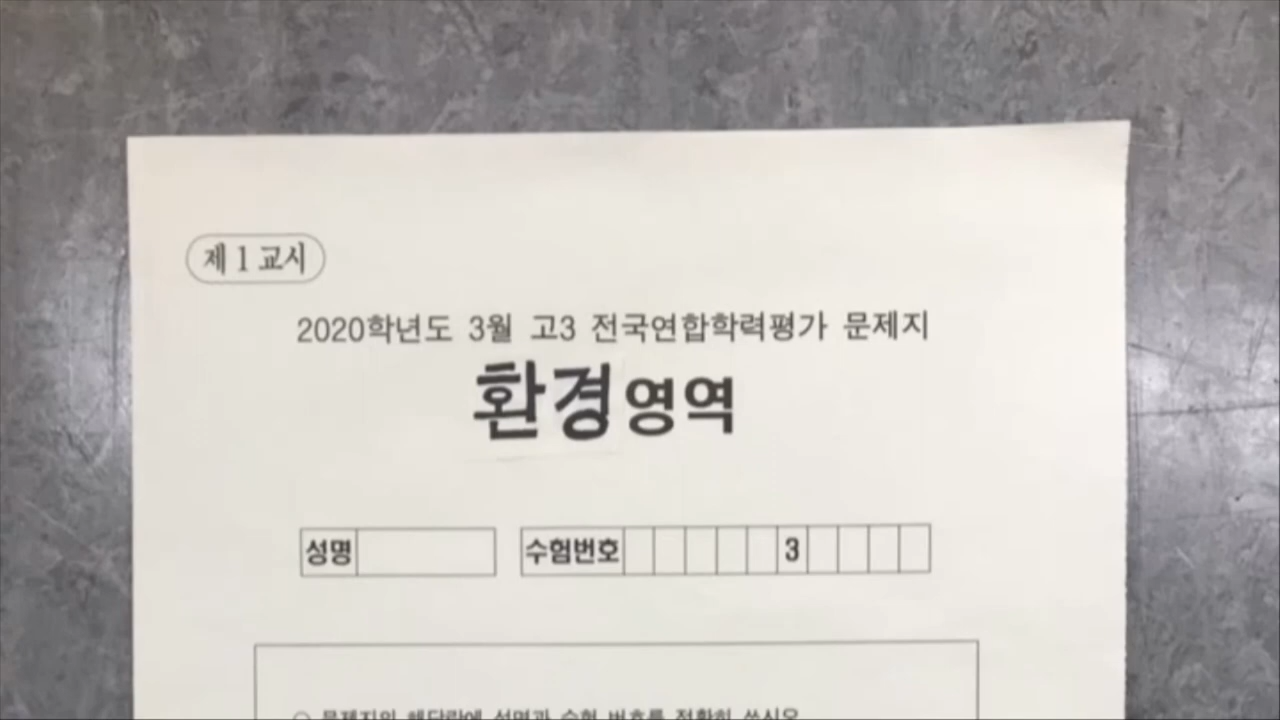 제 1 교시
2020학년도 3월 고3 전국연합학력평가 문제지
환경 영역
성명 수험번호 3
○ 문제지의 해당란에 성명과 수험 번호를 정확히 쓰시오